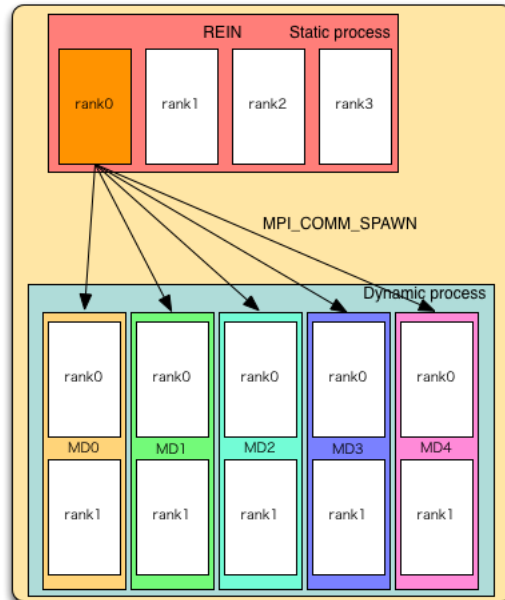 REIN Static process
rank0 rank1 rank2 rank3
MPI_COMM_SPAWN
Dynamic process
rank0 rank0 rank0 rank0 rank0
MD0 MD1 MD2 MD3 MD4
rank1 rank1 rank1 rank1 rank1